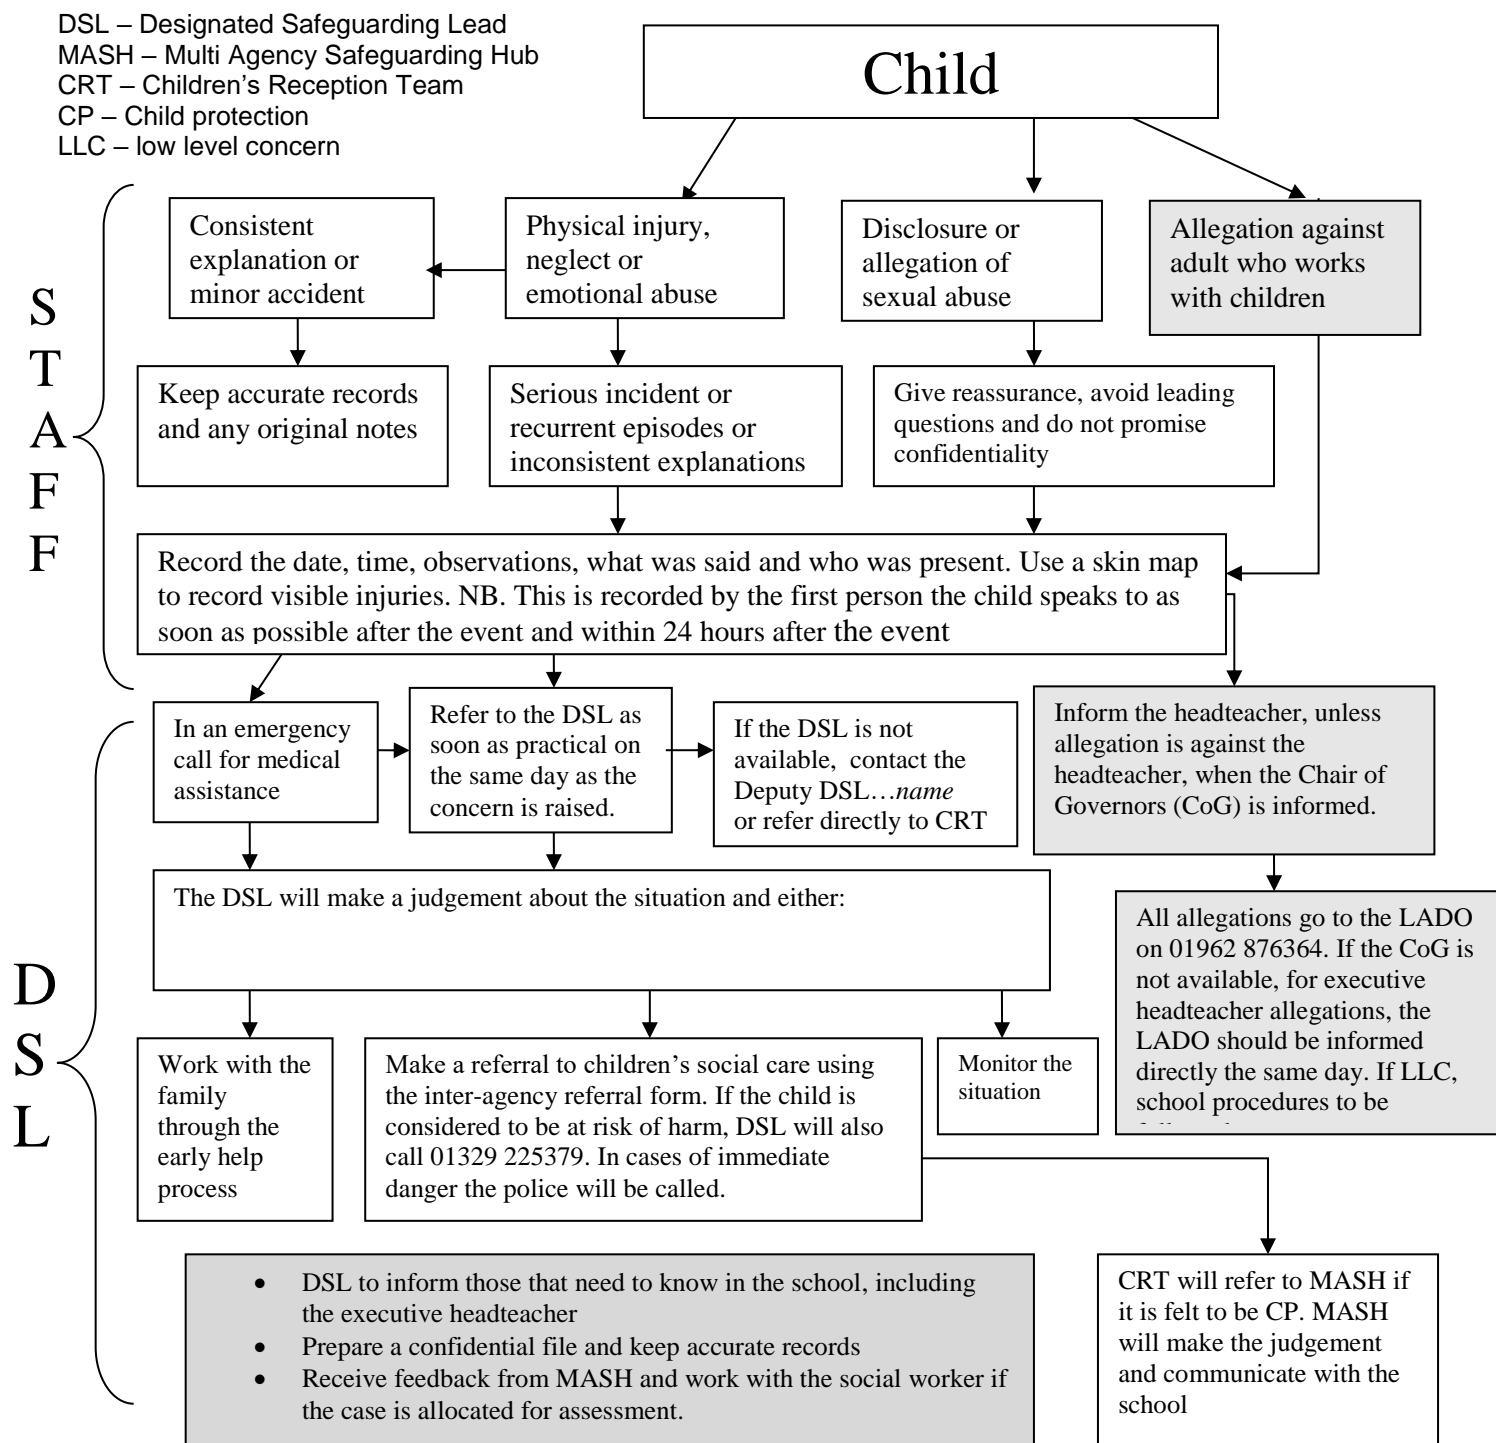 DSL – Designated Safeguarding Lead
MASH – Multi Agency Safeguarding Hub
CRT – Children's Reception Team
CP – Child protection
LLC – low level concern
Child
S
T
A
F
F
Consistent
explanation or
minor accident
Physical injury,
neglect or
emotional abuse
Disclosure or
allegation of
sexual abuse
Allegation against
adult who works
with children
Keep accurate records
and any original notes
Serious incident or
recurrent episodes or
inconsistent explanations
Give reassurance, avoid leading
questions and do not promise
confidentiality
Record the date, time, observations, what was said and who was present. Use a skin map
to record visible injuries. NB. This is recorded by the first person the child speaks to as
soon as possible after the event and within 24 hours after the event
D
S
L
In an emergency
call for medical
assistance
Refer to the DSL as
soon as practical on
the same day as the
concern is raised.
If the DSL is not
available,  contact the
Deputy DSL…name
or refer directly to CRT
Inform the headteacher, unless
allegation is against the
headteacher, when the Chair of
Governors (CoG) is informed.
The DSL will make a judgement about the situation and either:
All allegations go to the LADO
on 01962 876364. If the CoG is
not available, for executive
headteacher allegations, the
LADO should be informed
directly the same day. If LLC,
school procedures to be
Work with the
family
through the
early help
process
Make a referral to children's social care using
the inter-agency referral form. If the child is
considered to be at risk of harm, DSL will also
call 01329 225379. In cases of immediate
danger the police will be called.
Monitor the
situation
• DSL to inform those that need to know in the school, including
the executive headteacher
• Prepare a confidential file and keep accurate records
• Receive feedback from MASH and work with the social worker if
the case is allocated for assessment.
CRT will refer to MASH if
it is felt to be CP. MASH
will make the judgement
and communicate with the
school